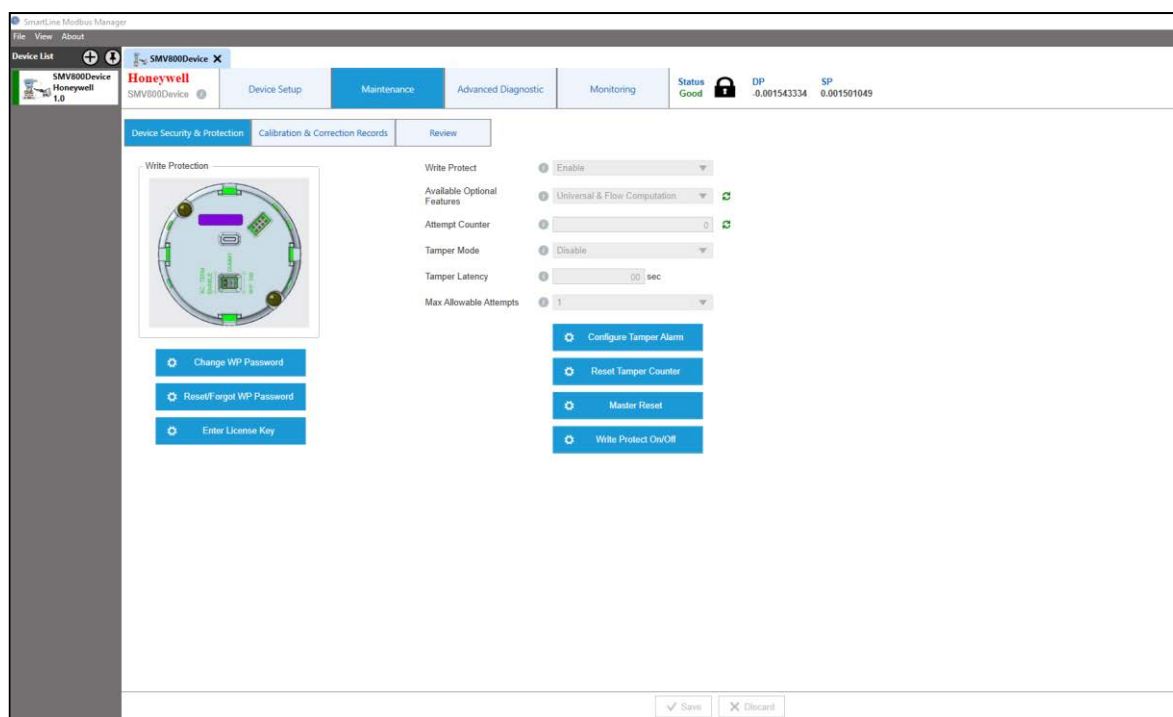 SmartLine Modbus Manager
File View About
Device List
SMV800Device
Honeywell
1.0
SMV800Device
Honeywell
SMV800Device
Device Setup
Maintenance
Advanced Diagnostic
Monitoring
Status
Good
DP
-0.001543334
SP
0.001501049
Device Security & Protection
Calibration & Correction Records
Review
Write Protection
Change WP Password
Reset/Forgot WP Password
Enter License Key
Write Protect Enable
Available Optional
Features
Universal & Flow Computation
Attempt Counter 0
Tamper Mode Disable
Tamper Latency 00 sec
Max Allowable Attempts 1
Configure Tamper Alarm
Reset Tamper Counter
Master Reset
Write Protect On/Off
Save
Discard